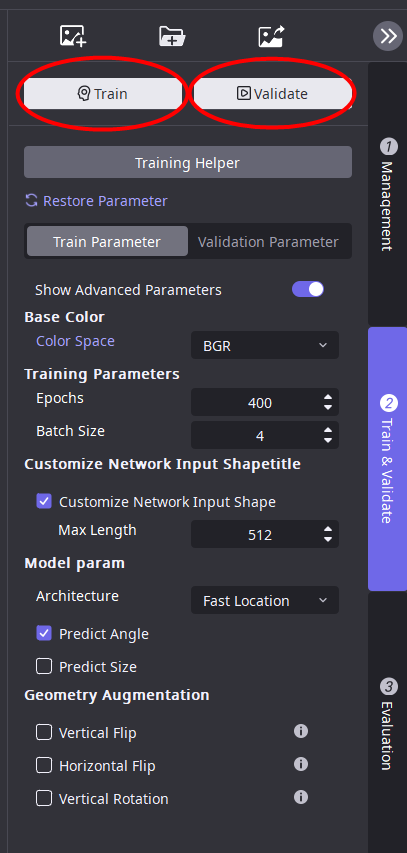 Train
Validate
Training Helper
Restore Parameter
Train Parameter
Validation Parameter
Show Advanced Parameters
Base Color
Color Space
BGR
Training Parameters
Epochs
400
Batch Size
4
Customize Network Input Shapetitle
Customize Network Input Shape
Max Length
512
Model param
Architecture
Fast Location
Predict Angle
Predict Size
Geometry Augmentation
Vertical Flip
Horizontal Flip
Vertical Rotation
1 Management
2 Train & Validate
3 Evaluation